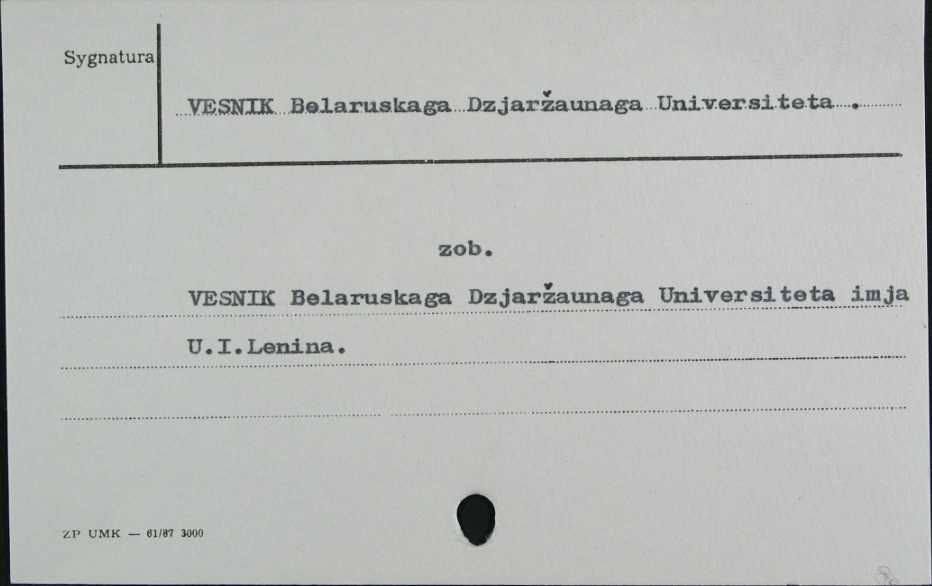 Sygnatura
VESNIK Belaruskaga Dzjaržaunaga Universiteta .
zob.
VESNIK Belaruskaga Dzjaržaunaga Universiteta imja
U.I.Lenina.
ZP UMK — 61/87 3000